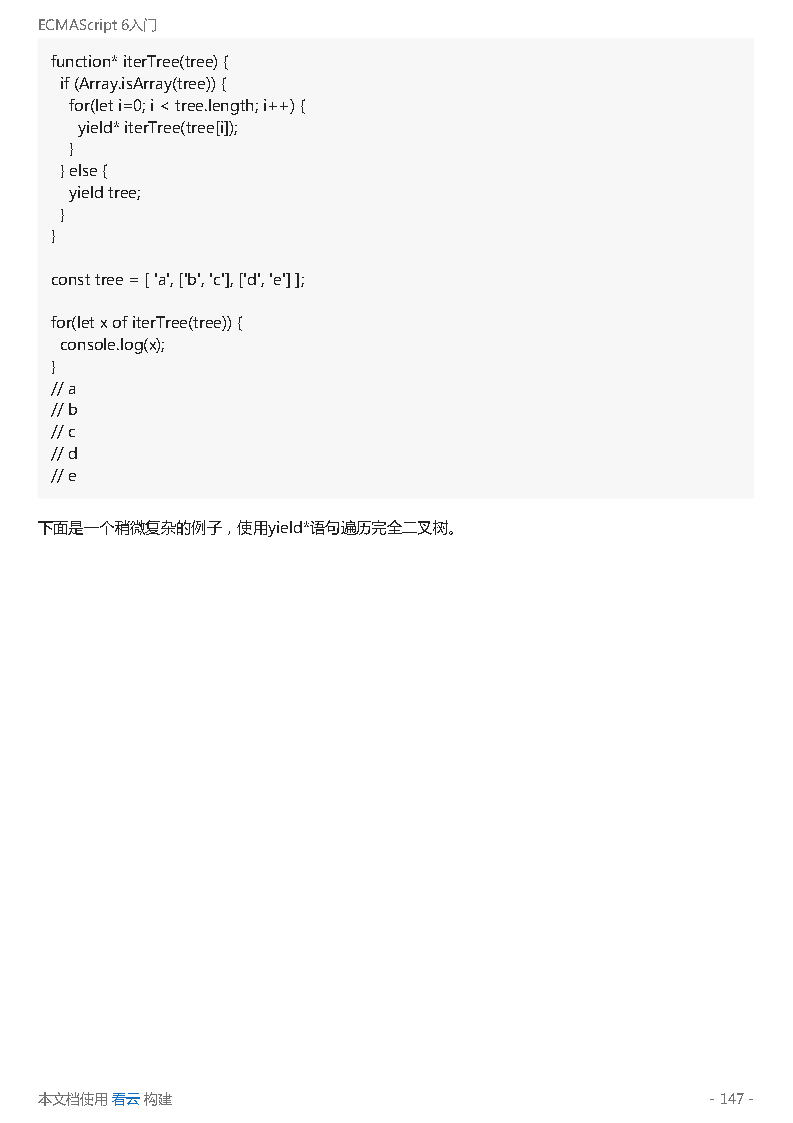 ECMAScript 6入门
function* iterTree(tree) {
  if (Array.isArray(tree)) {
    for(let i=0; i < tree.length; i++) {
      yield* iterTree(tree[i]);
    }
  } else {
    yield tree;
  }
}

const tree = [ 'a', ['b', 'c'], ['d', 'e'] ];

for(let x of iterTree(tree)) {
  console.log(x);
}
// a
// b
// c
// d
// e
下面是一个稍微复杂的例子，使用yield*语句遍历完全二叉树。
本文档使用 看云 构建
- 147 -